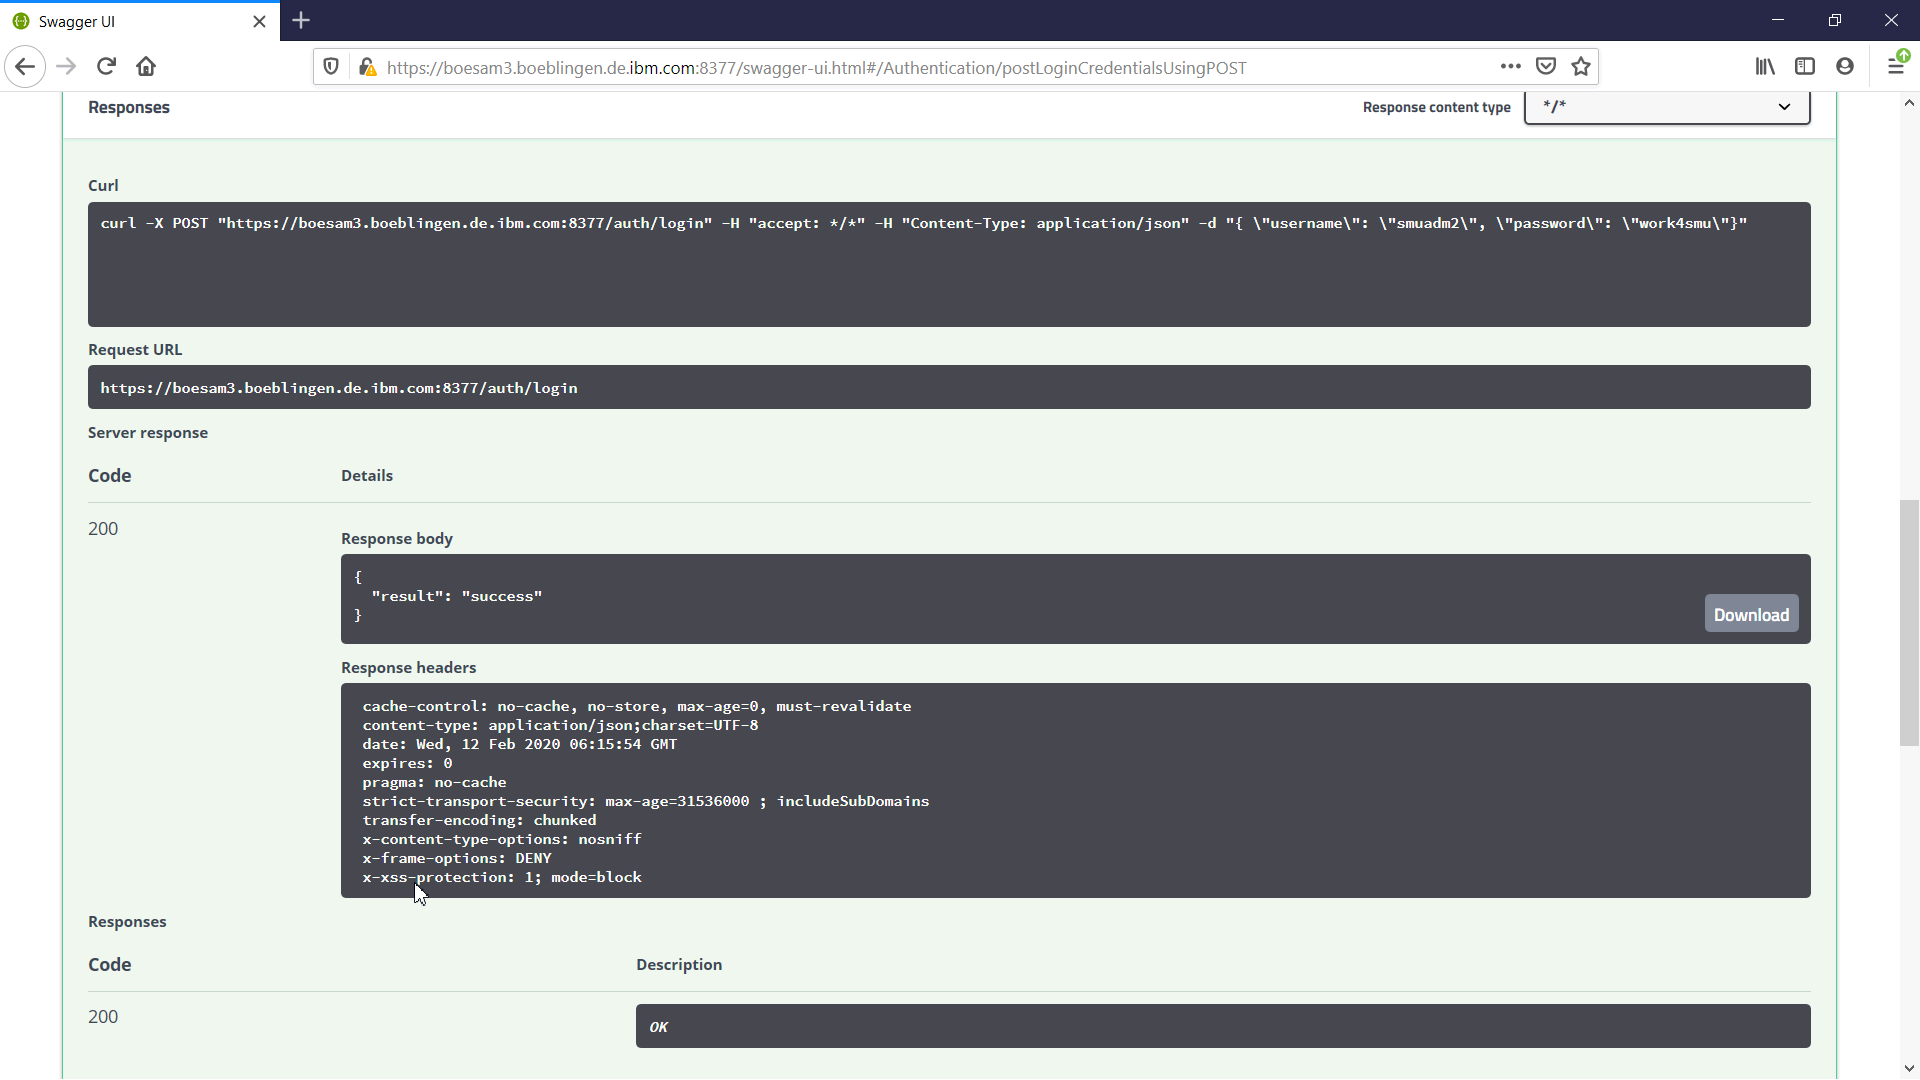 Swagger UI
https://boesam3.boeblingen.de.ibm.com:8377/swagger-ui.html#/Authentication/postLoginCredentialsUsingPOST
Responses
Response content type
*/*
Curl
curl -X POST "https://boesam3.boeblingen.de.ibm.com:8377/auth/login" -H "accept: */*" -H "Content-Type: application/json" -d "{ \"username\": \"smuadm2\", \"password\": \"work4smu\"}"
Request URL
https://boesam3.boeblingen.de.ibm.com:8377/auth/login
Server response
Code
Details
200
Response body
{
  "result": "success"
}
Download
Response headers
cache-control: no-cache, no-store, max-age=0, must-revalidate
content-type: application/json;charset=UTF-8
date: Wed, 12 Feb 2020 06:15:54 GMT
expires: 0
pragma: no-cache
strict-transport-security: max-age=31536000 ; includeSubDomains
transfer-encoding: chunked
x-content-type-options: nosniff
x-frame-options: DENY
x-xss-protection: 1; mode=block
Responses
Code
Description
200
OK